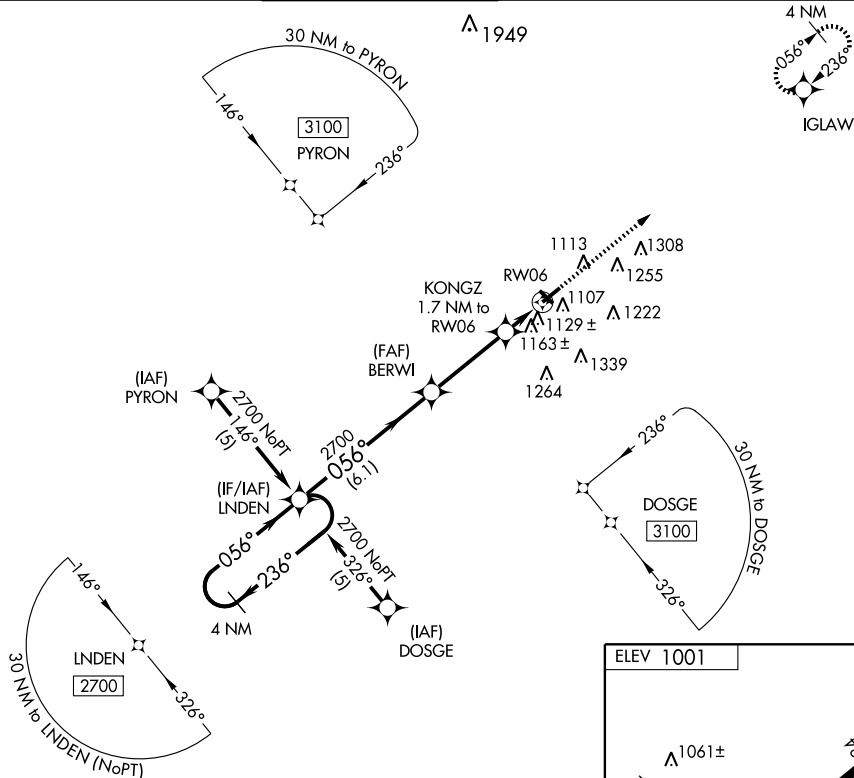 1949
4 NM
056°
236°
IGLAW
30 NM to PYRON
146°
3100
PYRON
236°
1113
1308
RW06
1255
KONGZ
1.7 NM to
RW06
1107
1129 ±
1222
1163 ±
1339
1264
(FAF)
BERWI
(IAF)
PYRON
2700 NoPT
146°
(5)
2700
056°
(6.1)
(IF/IAF)
LNDEN
056°
236°
4 NM
2700 NoPT
326°
(5)
(IAF)
DOSGE
236°
DOSGE
3100
30 NM to DOSGE
326°
146°
LNDEN
2700
326°
30 NM to LNDEN (NoPT)
ELEV 1001
1061±